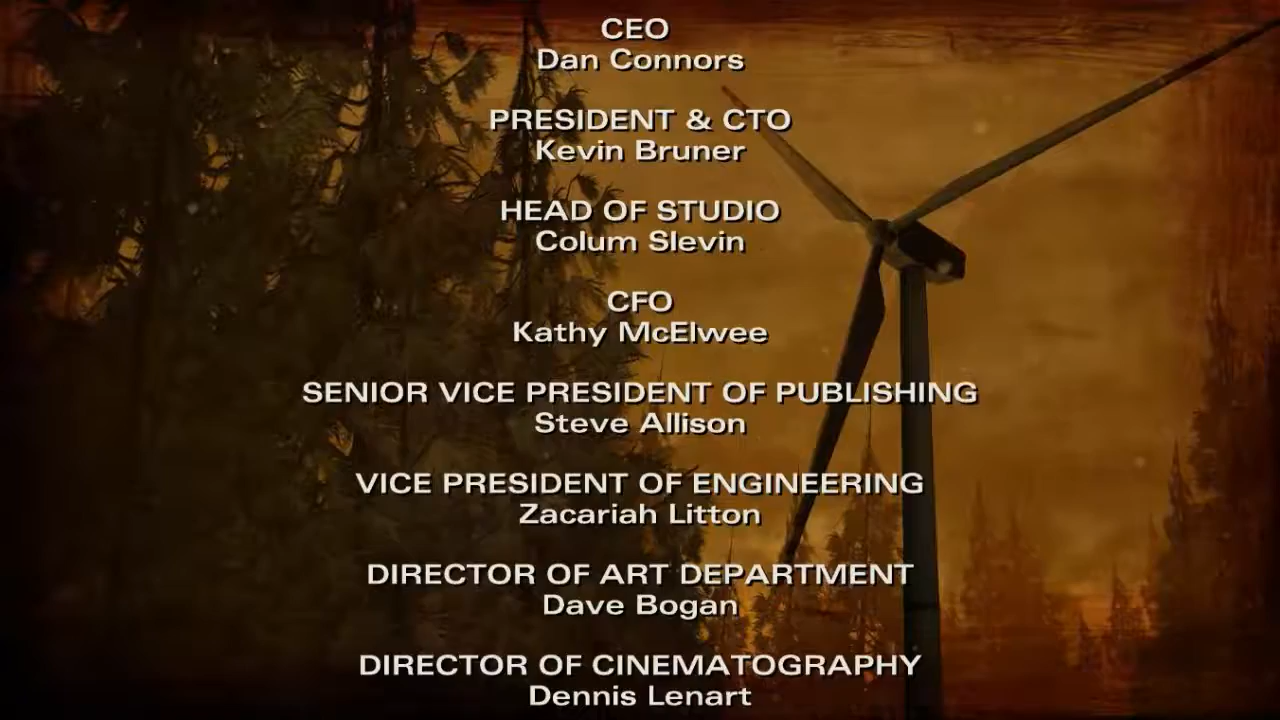 CEO
Dan Connors
PRESIDENT & CTO
Kevin Bruner
HEAD OF STUDIO
Colum Slevin
CFO
Kathy McElwee
SENIOR VICE PRESIDENT OF PUBLISHING
Steve Allison
VICE PRESIDENT OF ENGINEERING
Zacariah Litton
DIRECTOR OF ART DEPARTMENT
Dave Bogan
DIRECTOR OF CINEMATOGRAPHY
Dennis Lenart